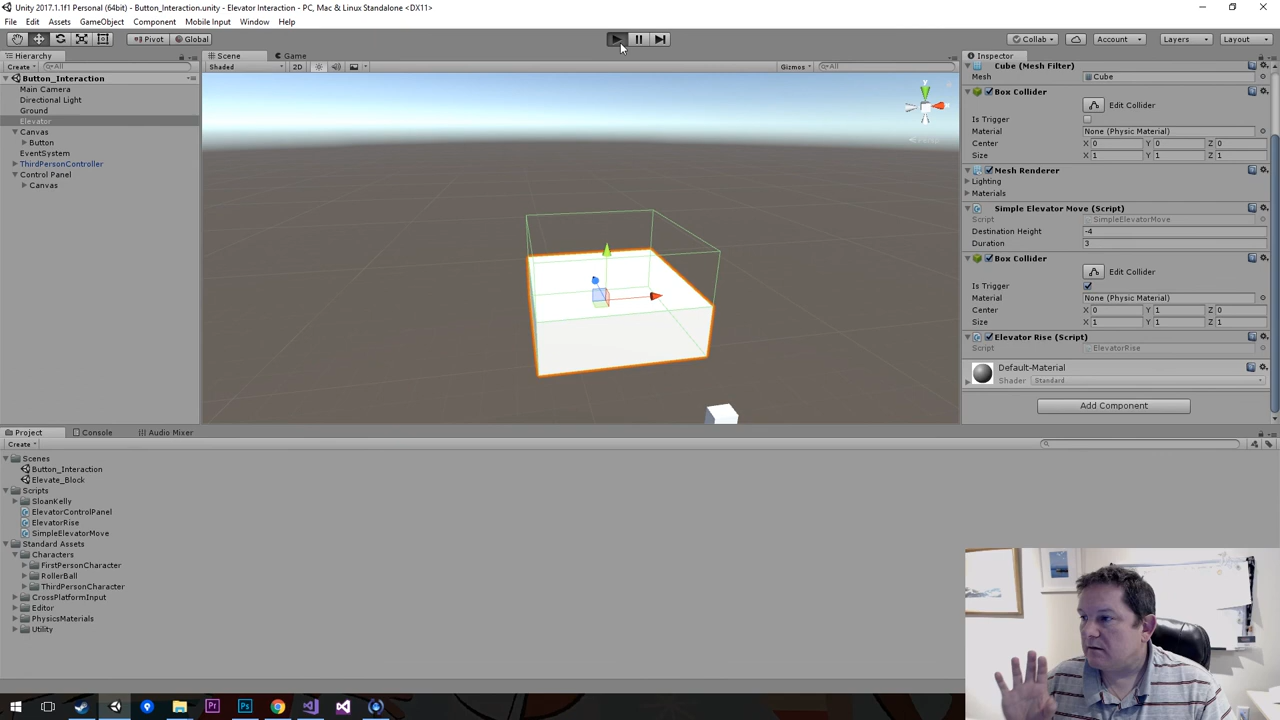 Unity 2017.1.1f1 Personal (64bit) - Button_Interaction.unity - Elevator Interaction - PC, Mac & Linux Standalone <DX11>
File Edit Assets GameObject Component Mobile Input Window Help
Pivot Global Collab Account Layers Layout
Hierarchy Scene Game Inspector
Create All Shaded 2D Gizmos All Cube (Mesh Filter)
Button_Interaction Mesh Cube
Main Camera Box Collider
Directional Light Edit Collider
Ground
Elevator Is Trigger
Canvas Material None (Physic Material)
Button Center X 0 Y 0 Z 0
EventSystem Size X 1 Y 1 Z 1
ThirdPersonController Mesh Renderer
Control Panel Lighting
Canvas Materials
Simple Elevator Move (Script)
Script SimpleElevatorMove
Destination Height -4
Duration 3
Box Collider
Edit Collider
Is Trigger
Material None (Physic Material)
Center X 0 Y 1 Z 0
Size X 1 Y 1 Z 1
Elevator Rise (Script)
Script ElevatorRise
Default-Material
Shader Standard
Add Component
Project Console Audio Mixer
Create
Scenes
Button_Interaction
Elevate_Block
Scripts
SloanKelly
ElevatorControlPanel
ElevatorRise
SimpleElevatorMove
Standard Assets
Characters
FirstPersonCharacter
RollerBall
ThirdPersonCharacter
CrossPlatformInput
Editor
PhysicsMaterials
Utility
Pr Ps